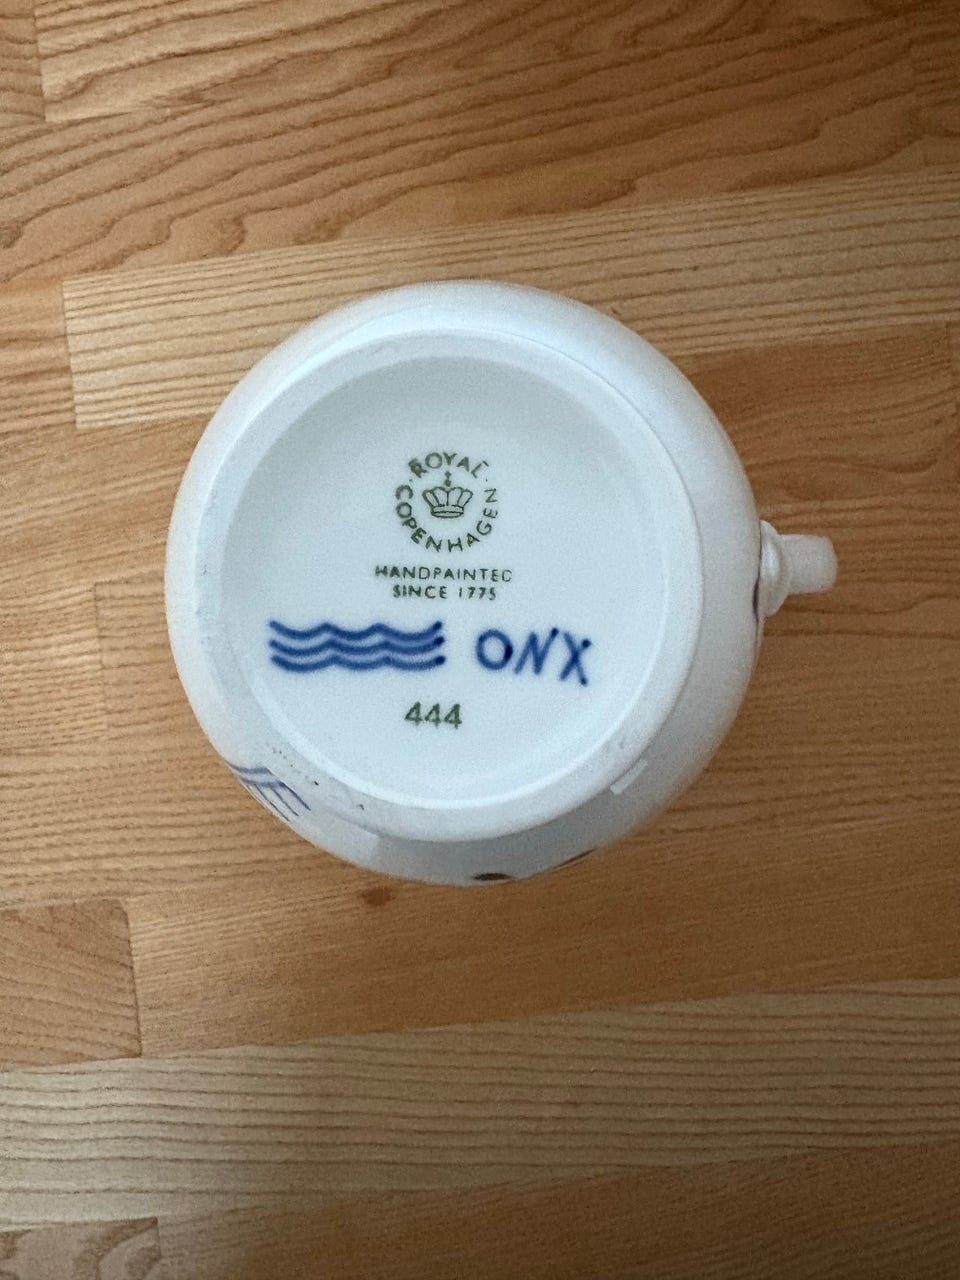 ROYAL COPENHAGEN
HANDPAINTED
SINCE 1775
ONX
444